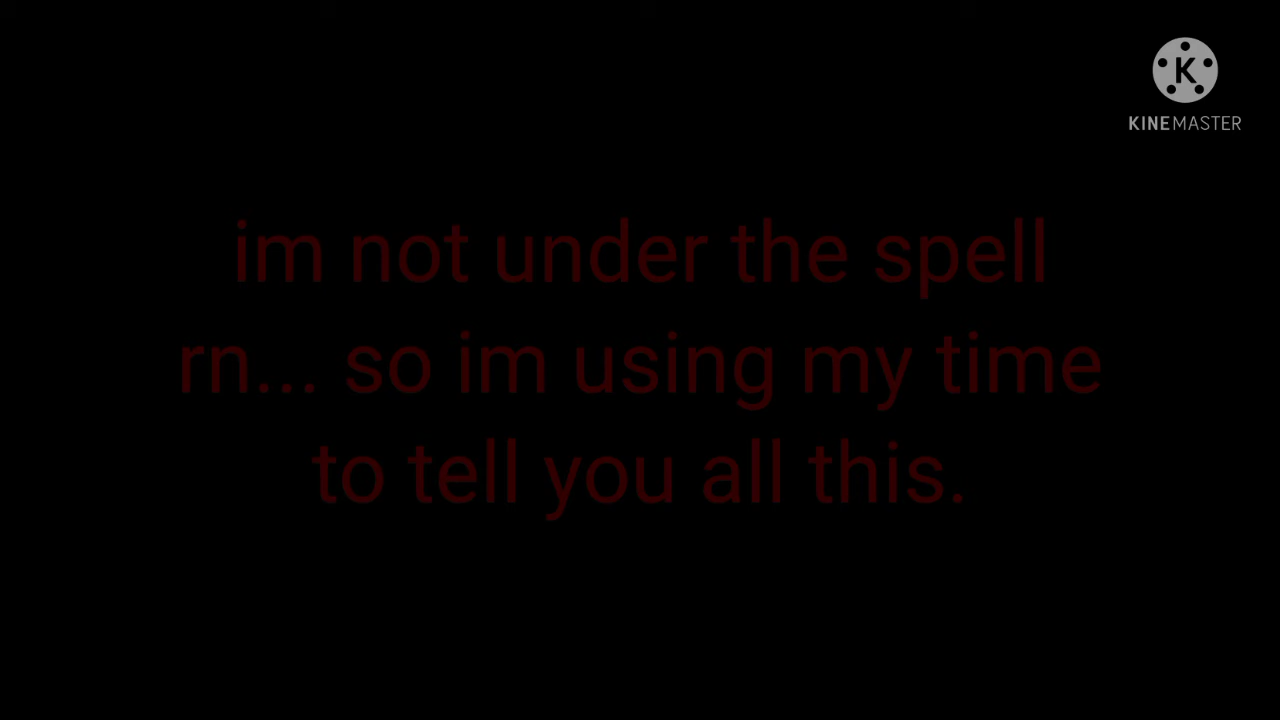 K
KINEMASTER
im not under the spell
rn... so im using my time
to tell you all this.